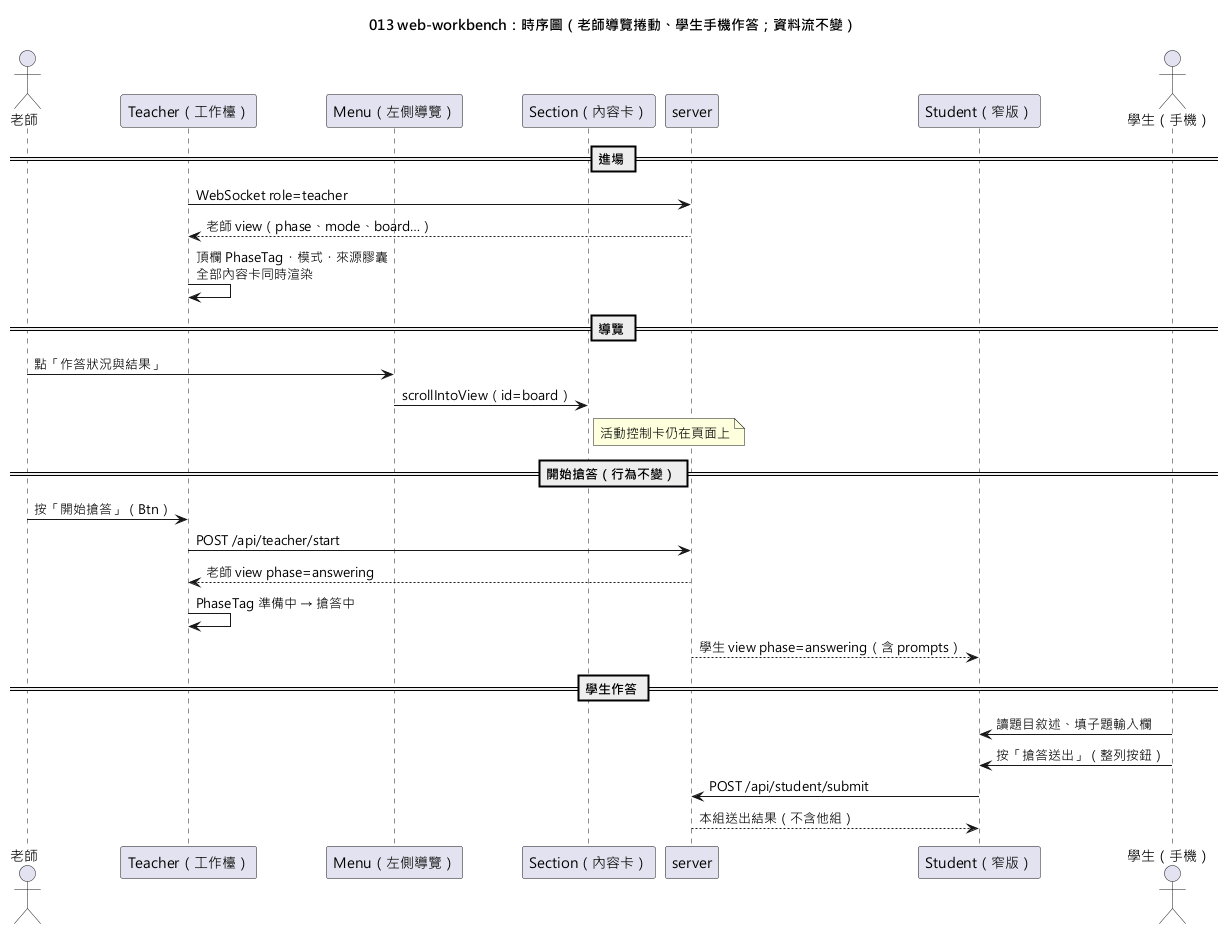 013 web-workbench：時序圖（老師導覽捲動、學生手機作答；資料流不變）
老師
Teacher（工作檯）
Menu（左側導覽）
Section（內容卡）
server
Student（窄版）
學生（手機）
進場
WebSocket role=teacher
老師 view（phase、mode、board…）
頂欄 PhaseTag．模式．來源膠囊
全部內容卡同時渲染
導覽
點「作答狀況與結果」
scrollIntoView（id=board）
活動控制卡仍在頁面上
開始搶答（行為不變）
按「開始搶答」（Btn）
POST /api/teacher/start
老師 view phase=answering
PhaseTag 準備中 → 搶答中
學生 view phase=answering（含 prompts）
學生作答
讀題目敘述、填子題輸入欄
按「搶答送出」（整列按鈕）
POST /api/student/submit
本組送出結果（不含他組）
老師
Teacher（工作檯）
Menu（左側導覽）
Section（內容卡）
server
Student（窄版）
學生（手機）